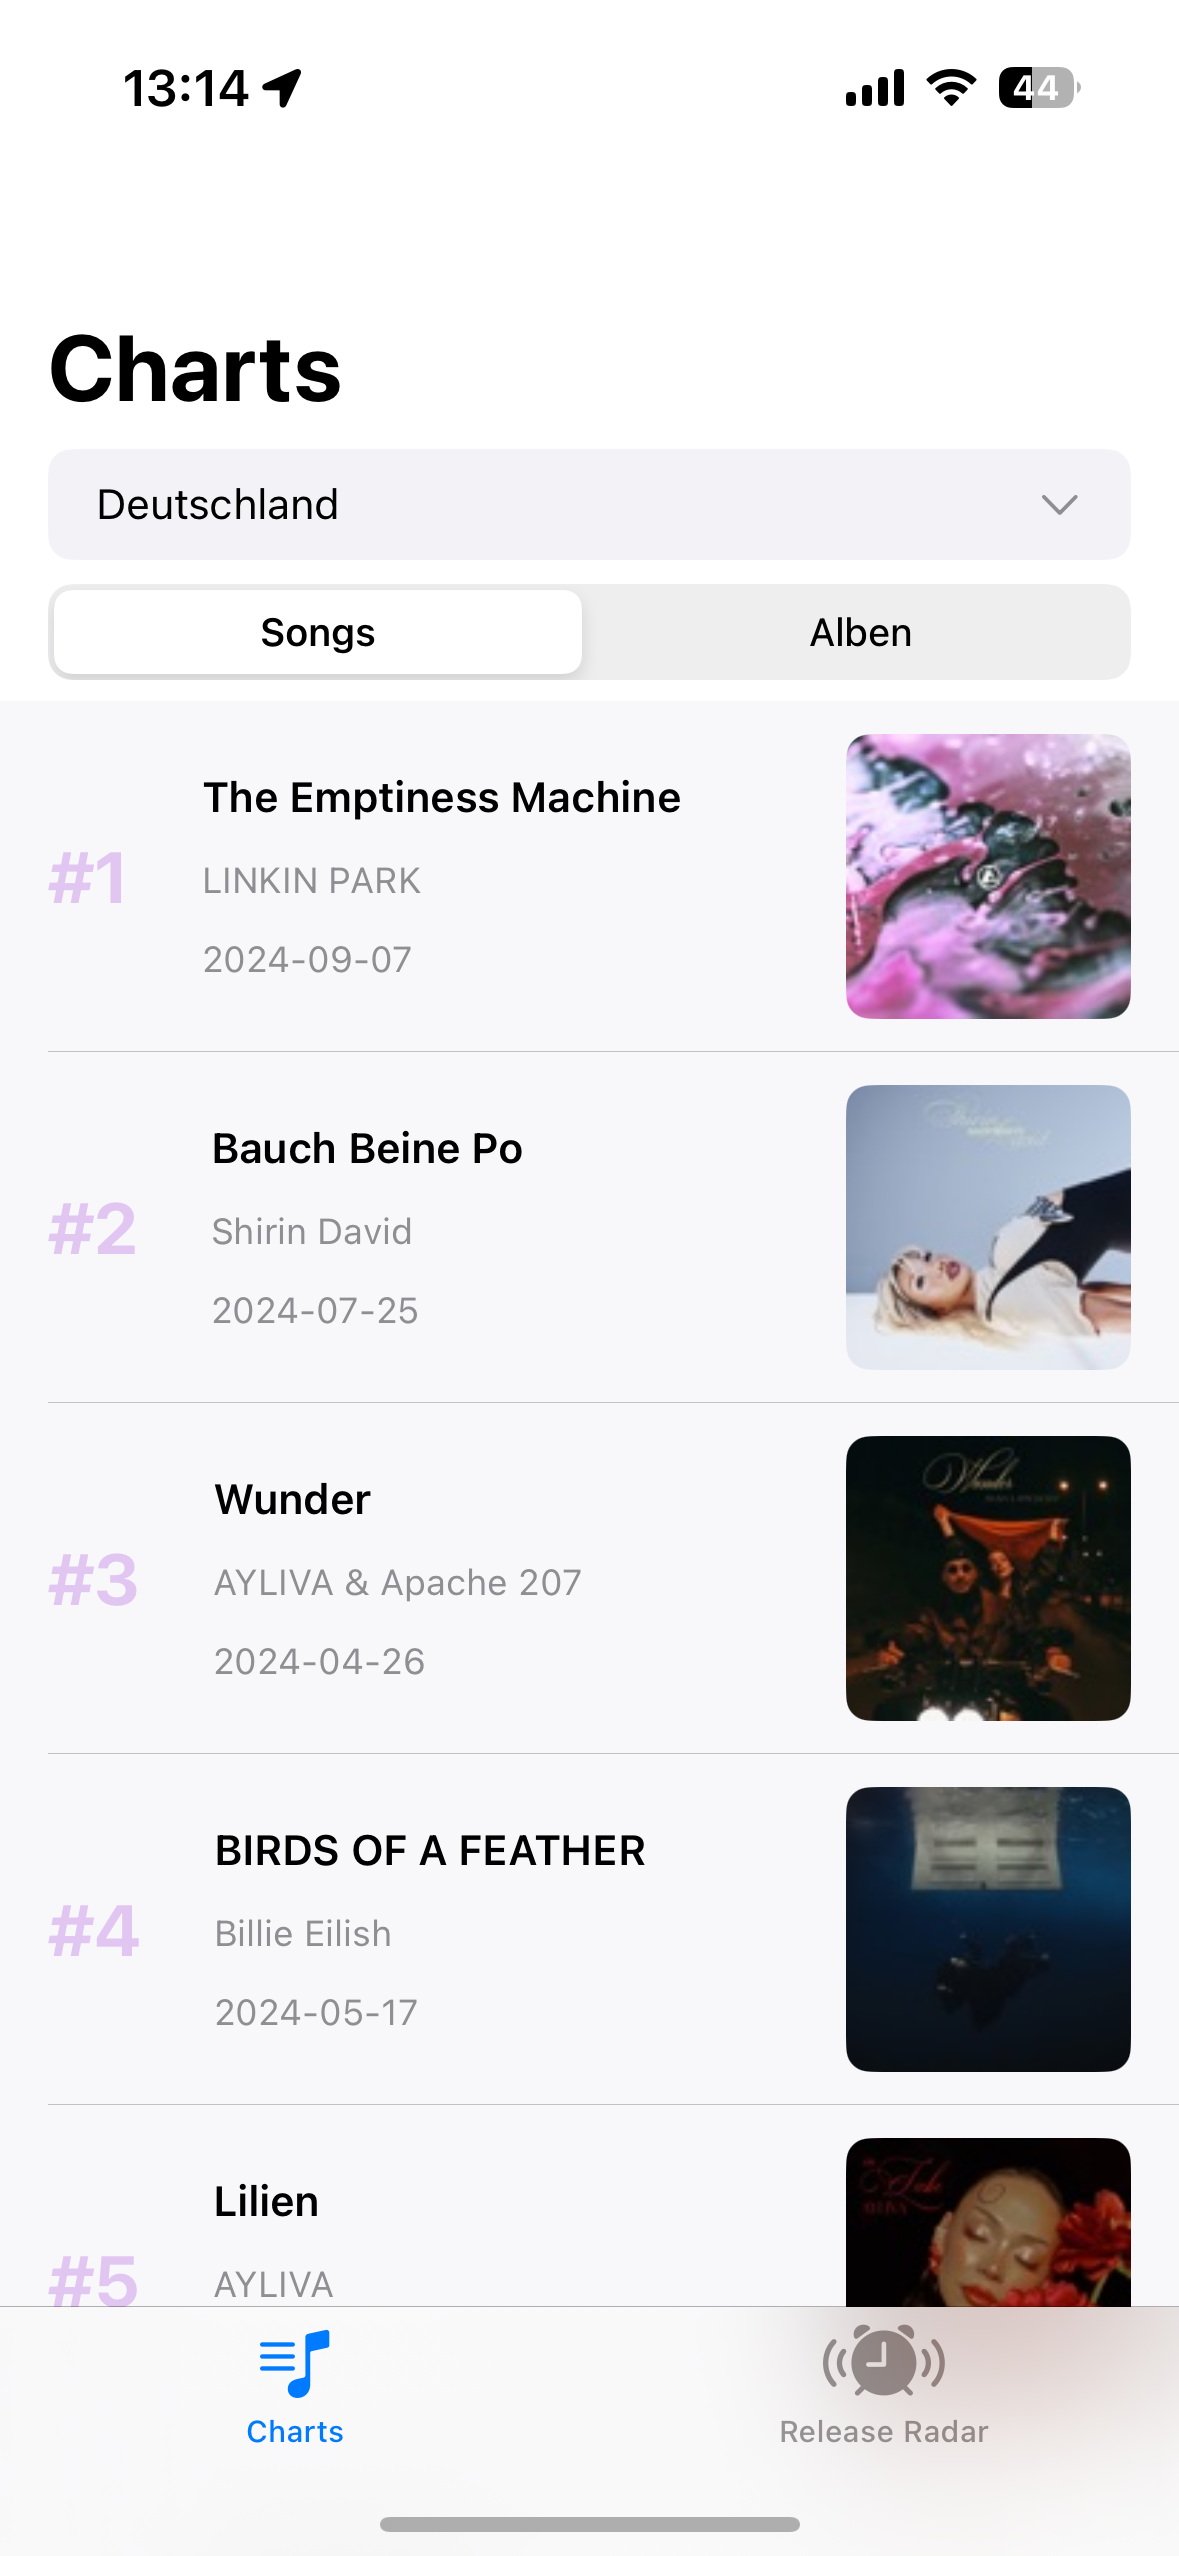 13:14
44
Charts
Deutschland
Songs
Alben
The Emptiness Machine
#1
LINKIN PARK
2024-09-07
Bauch Beine Po
#2
Shirin David
2024-07-25
Wunder
#3
AYLIVA & Apache 207
2024-04-26
BIRDS OF A FEATHER
#4
Billie Eilish
2024-05-17
Lilien
#5
AYLIVA
Charts
Release Radar